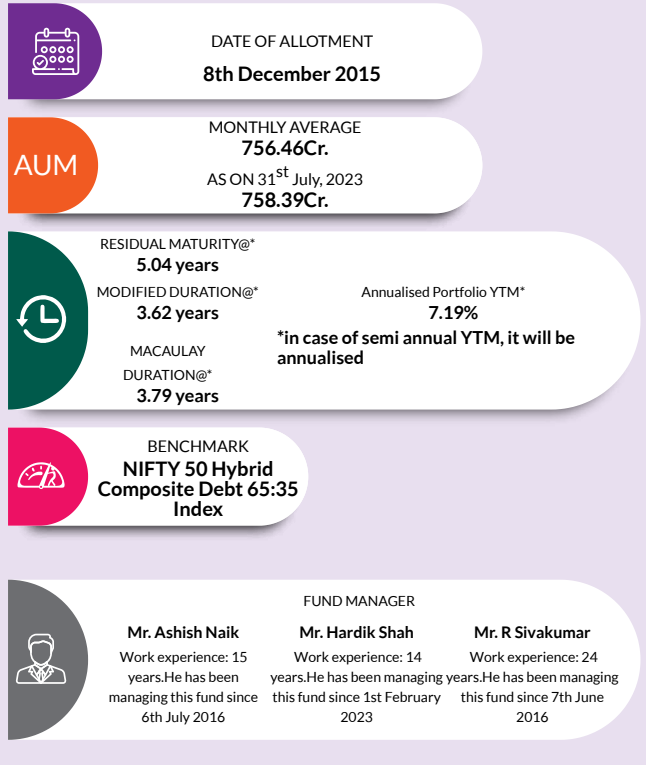 DATE OF ALLOTMENT
8th December 2015
AUM
MONTHLY AVERAGE
756.46Cr.
AS ON 31st July, 2023
758.39Cr.
RESIDUAL MATURITY@*
5.04 years
MODIFIED DURATION@*
3.62 years
MACAULAY
DURATION@*
3.79 years
Annualised Portfolio YTM*
7.19%
*in case of semi annual YTM, it will be
annualised
BENCHMARK
NIFTY 50 Hybrid
Composite Debt 65:35
Index
FUND MANAGER
Mr. Ashish Naik
Work experience: 15
years.He has been
managing this fund since
6th July 2016
Mr. Hardik Shah
Work experience: 14
years.He has been managing
this fund since 1st February
2023
Mr. R Sivakumar
Work experience: 24
years.He has been managing
this fund since 7th June
2016